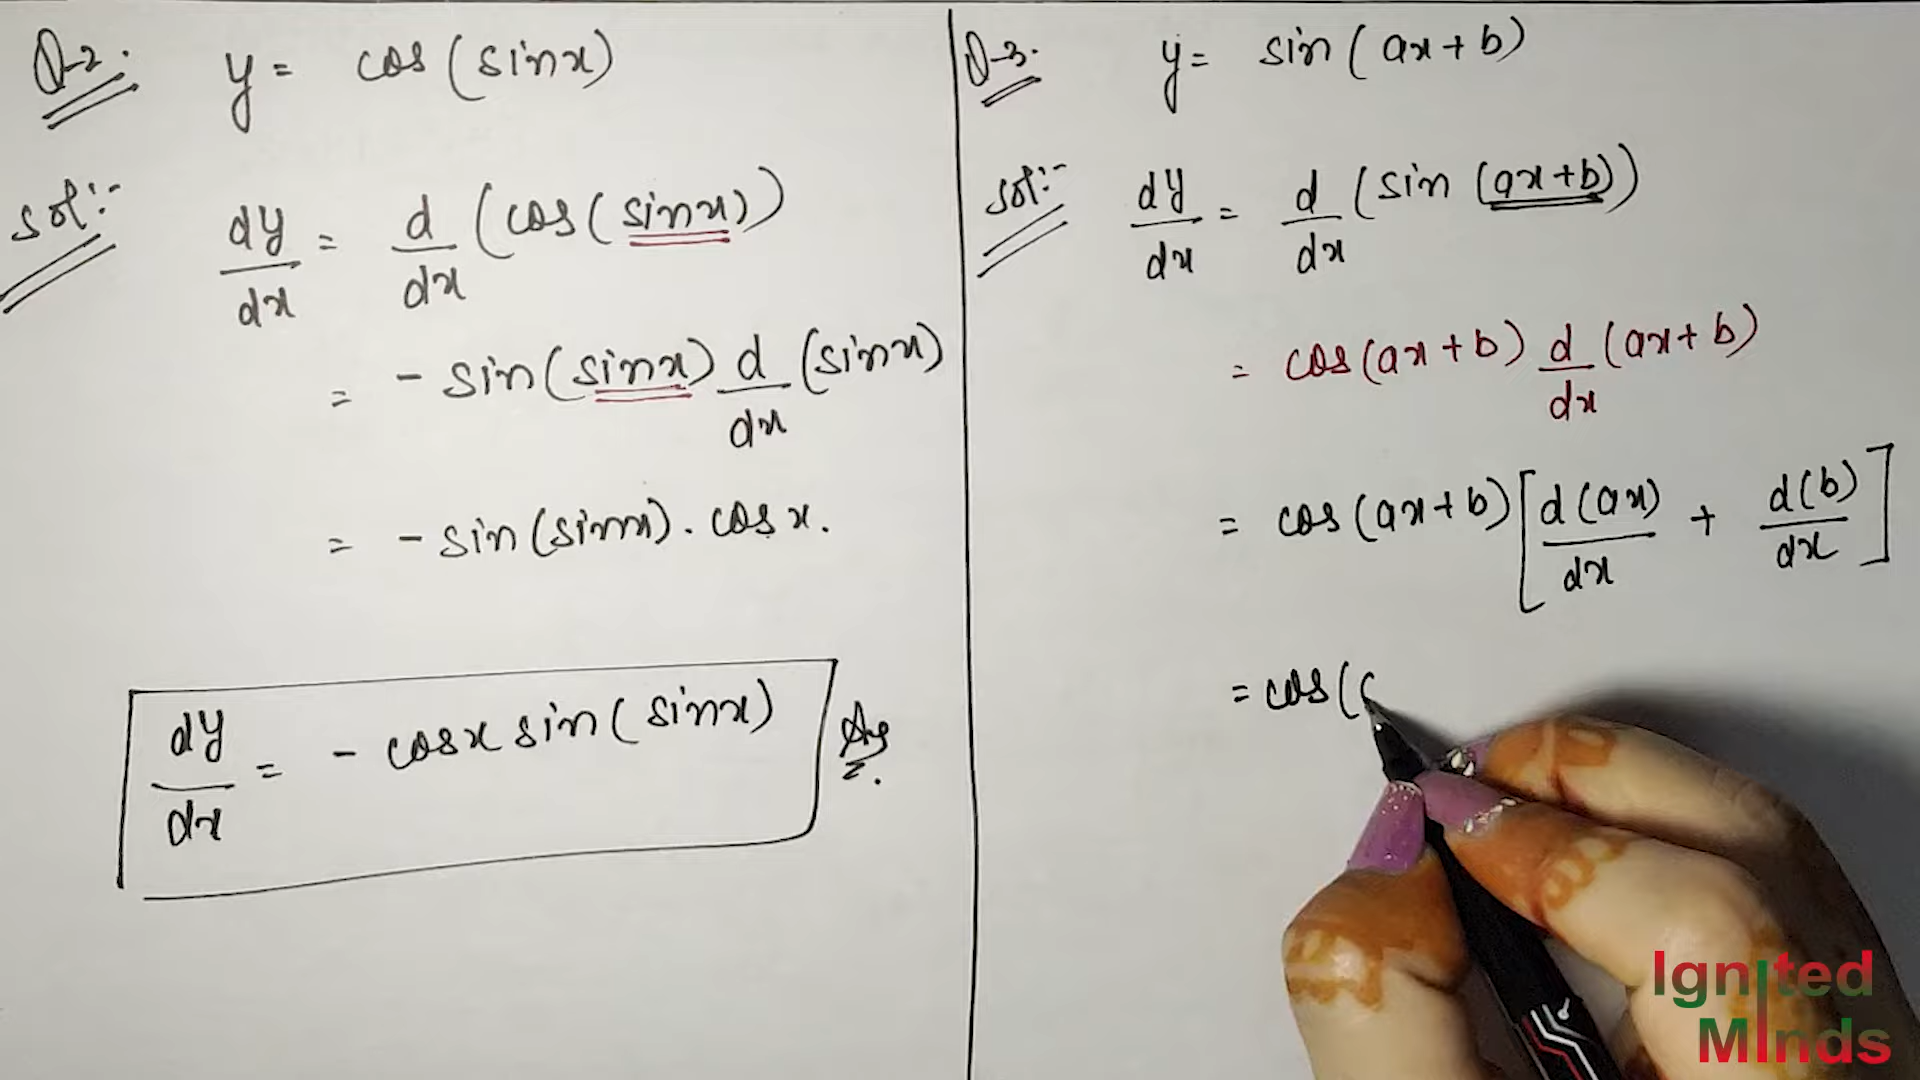 Q-2. y = cos(sinx)
Sol:- dy/dx = d/dx (cos(sinx))
= - sin(sinx) d/dx (sinx)
= - sin(sinx) . cosx.
dy/dx = - cosx sin(sinx) Ans.
Q-3. y = sin(ax+b)
Sol:- dy/dx = d/dx (sin(ax+b))
= cos(ax+b) d/dx (ax+b)
= cos(ax+b) [d(ax)/dx + d(b)/dx]
= cos(
Ignited
Minds